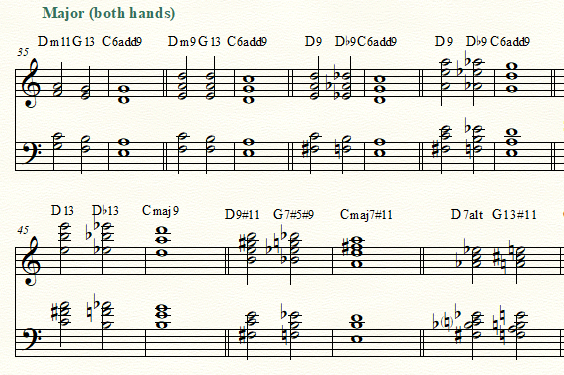 Major (both hands)
Dm11 G13 C6add9 Dm9 G13 C6add9 D9 D♭9 C6add9 D9 D♭9 C6add9
35
D13 D♭13 Cmaj9 D9#11 G7#5#9 Cmaj7#11 D7alt G13#11
45